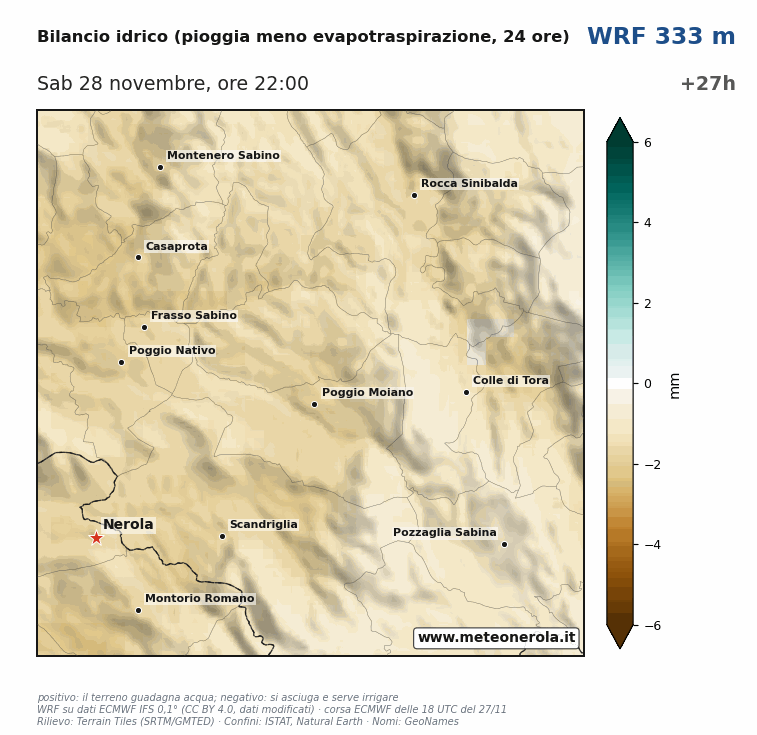 Bilancio idrico (pioggia meno evapotraspirazione, 24 ore) WRF 333 m
Sab 28 novembre, ore 22:00 +27h
Montenero Sabino
Rocca Sinibalda
Casaprota
Frasso Sabino
Poggio Nativo
Colle di Tora
Poggio Moiano
Nerola
Scandriglia
Pozzaglia Sabina
Montorio Romano
www.meteonerola.it
6
4
2
0
−2
−4
−6
mm
positivo: il terreno guadagna acqua; negativo: si asciuga e serve irrigare
WRF su dati ECMWF IFS 0,1° (CC BY 4.0, dati modificati) · corsa ECMWF delle 18 UTC del 27/11
Rilievo: Terrain Tiles (SRTM/GMTED) · Confini: ISTAT, Natural Earth · Nomi: GeoNames